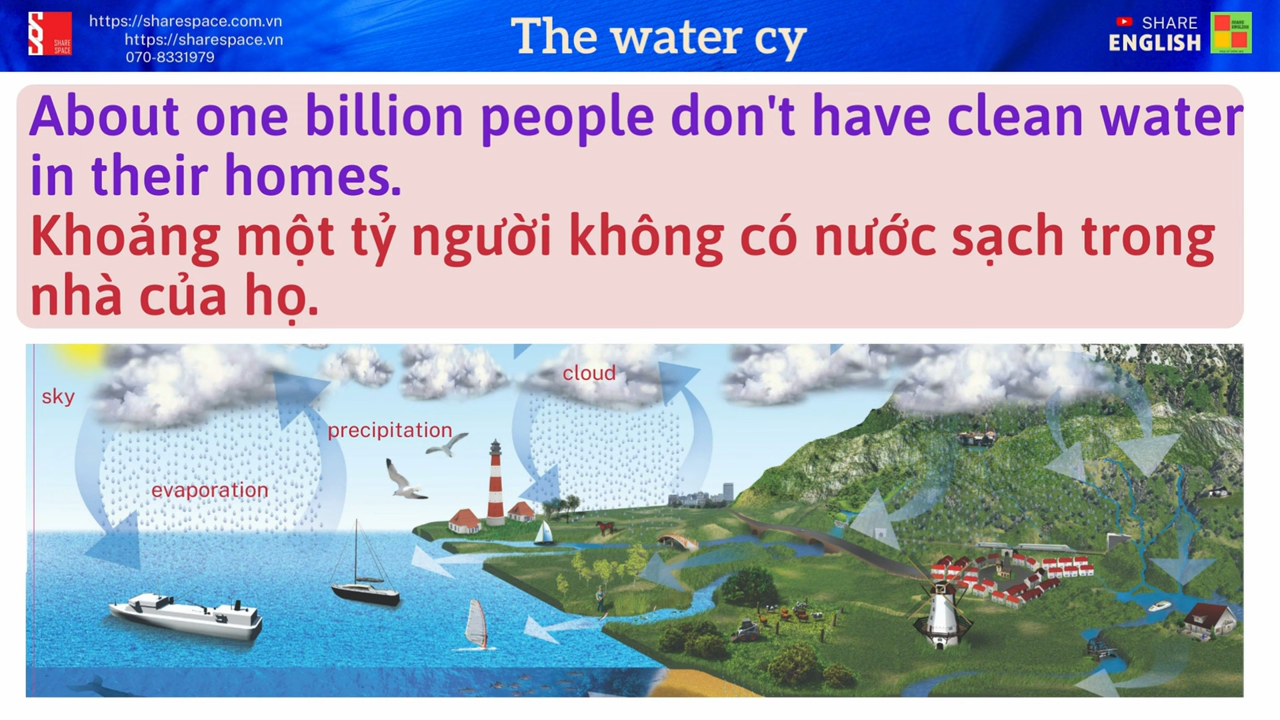 https://sharespace.com.vn
https://sharespace.vn
070-8331979
SHARE
SPACE
The water cy
SHARE
ENGLISH
About one billion people don't have clean water
in their homes.
Khoảng một tỷ người không có nước sạch trong
nhà của họ.
sky
cloud
precipitation
evaporation